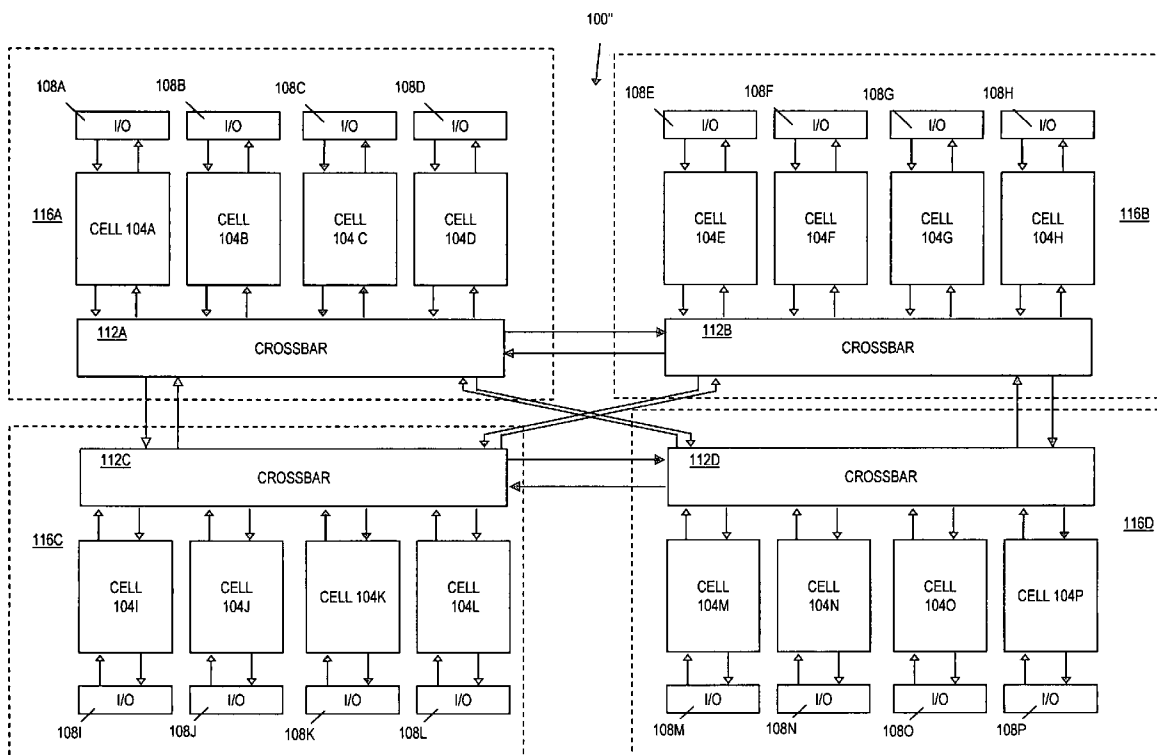 100"
108A
108B
108C
108D
I/O
I/O
I/O
I/O
116A
CELL 104A
CELL
104B
CELL
104 C
CELL
104D
112A
CROSSBAR
108E
108F
108G
108H
I/O
I/O
I/O
I/O
CELL
104E
CELL
104F
CELL
104G
CELL
104H
116B
112B
CROSSBAR
112C
CROSSBAR
116C
CELL
104I
CELL
104J
CELL 104K
CELL
104L
I/O
I/O
I/O
I/O
108I
108J
108K
108L
112D
CROSSBAR
116D
CELL
104M
CELL
104N
CELL
104O
CELL 104P
I/O
I/O
I/O
I/O
108M
108N
108O
108P